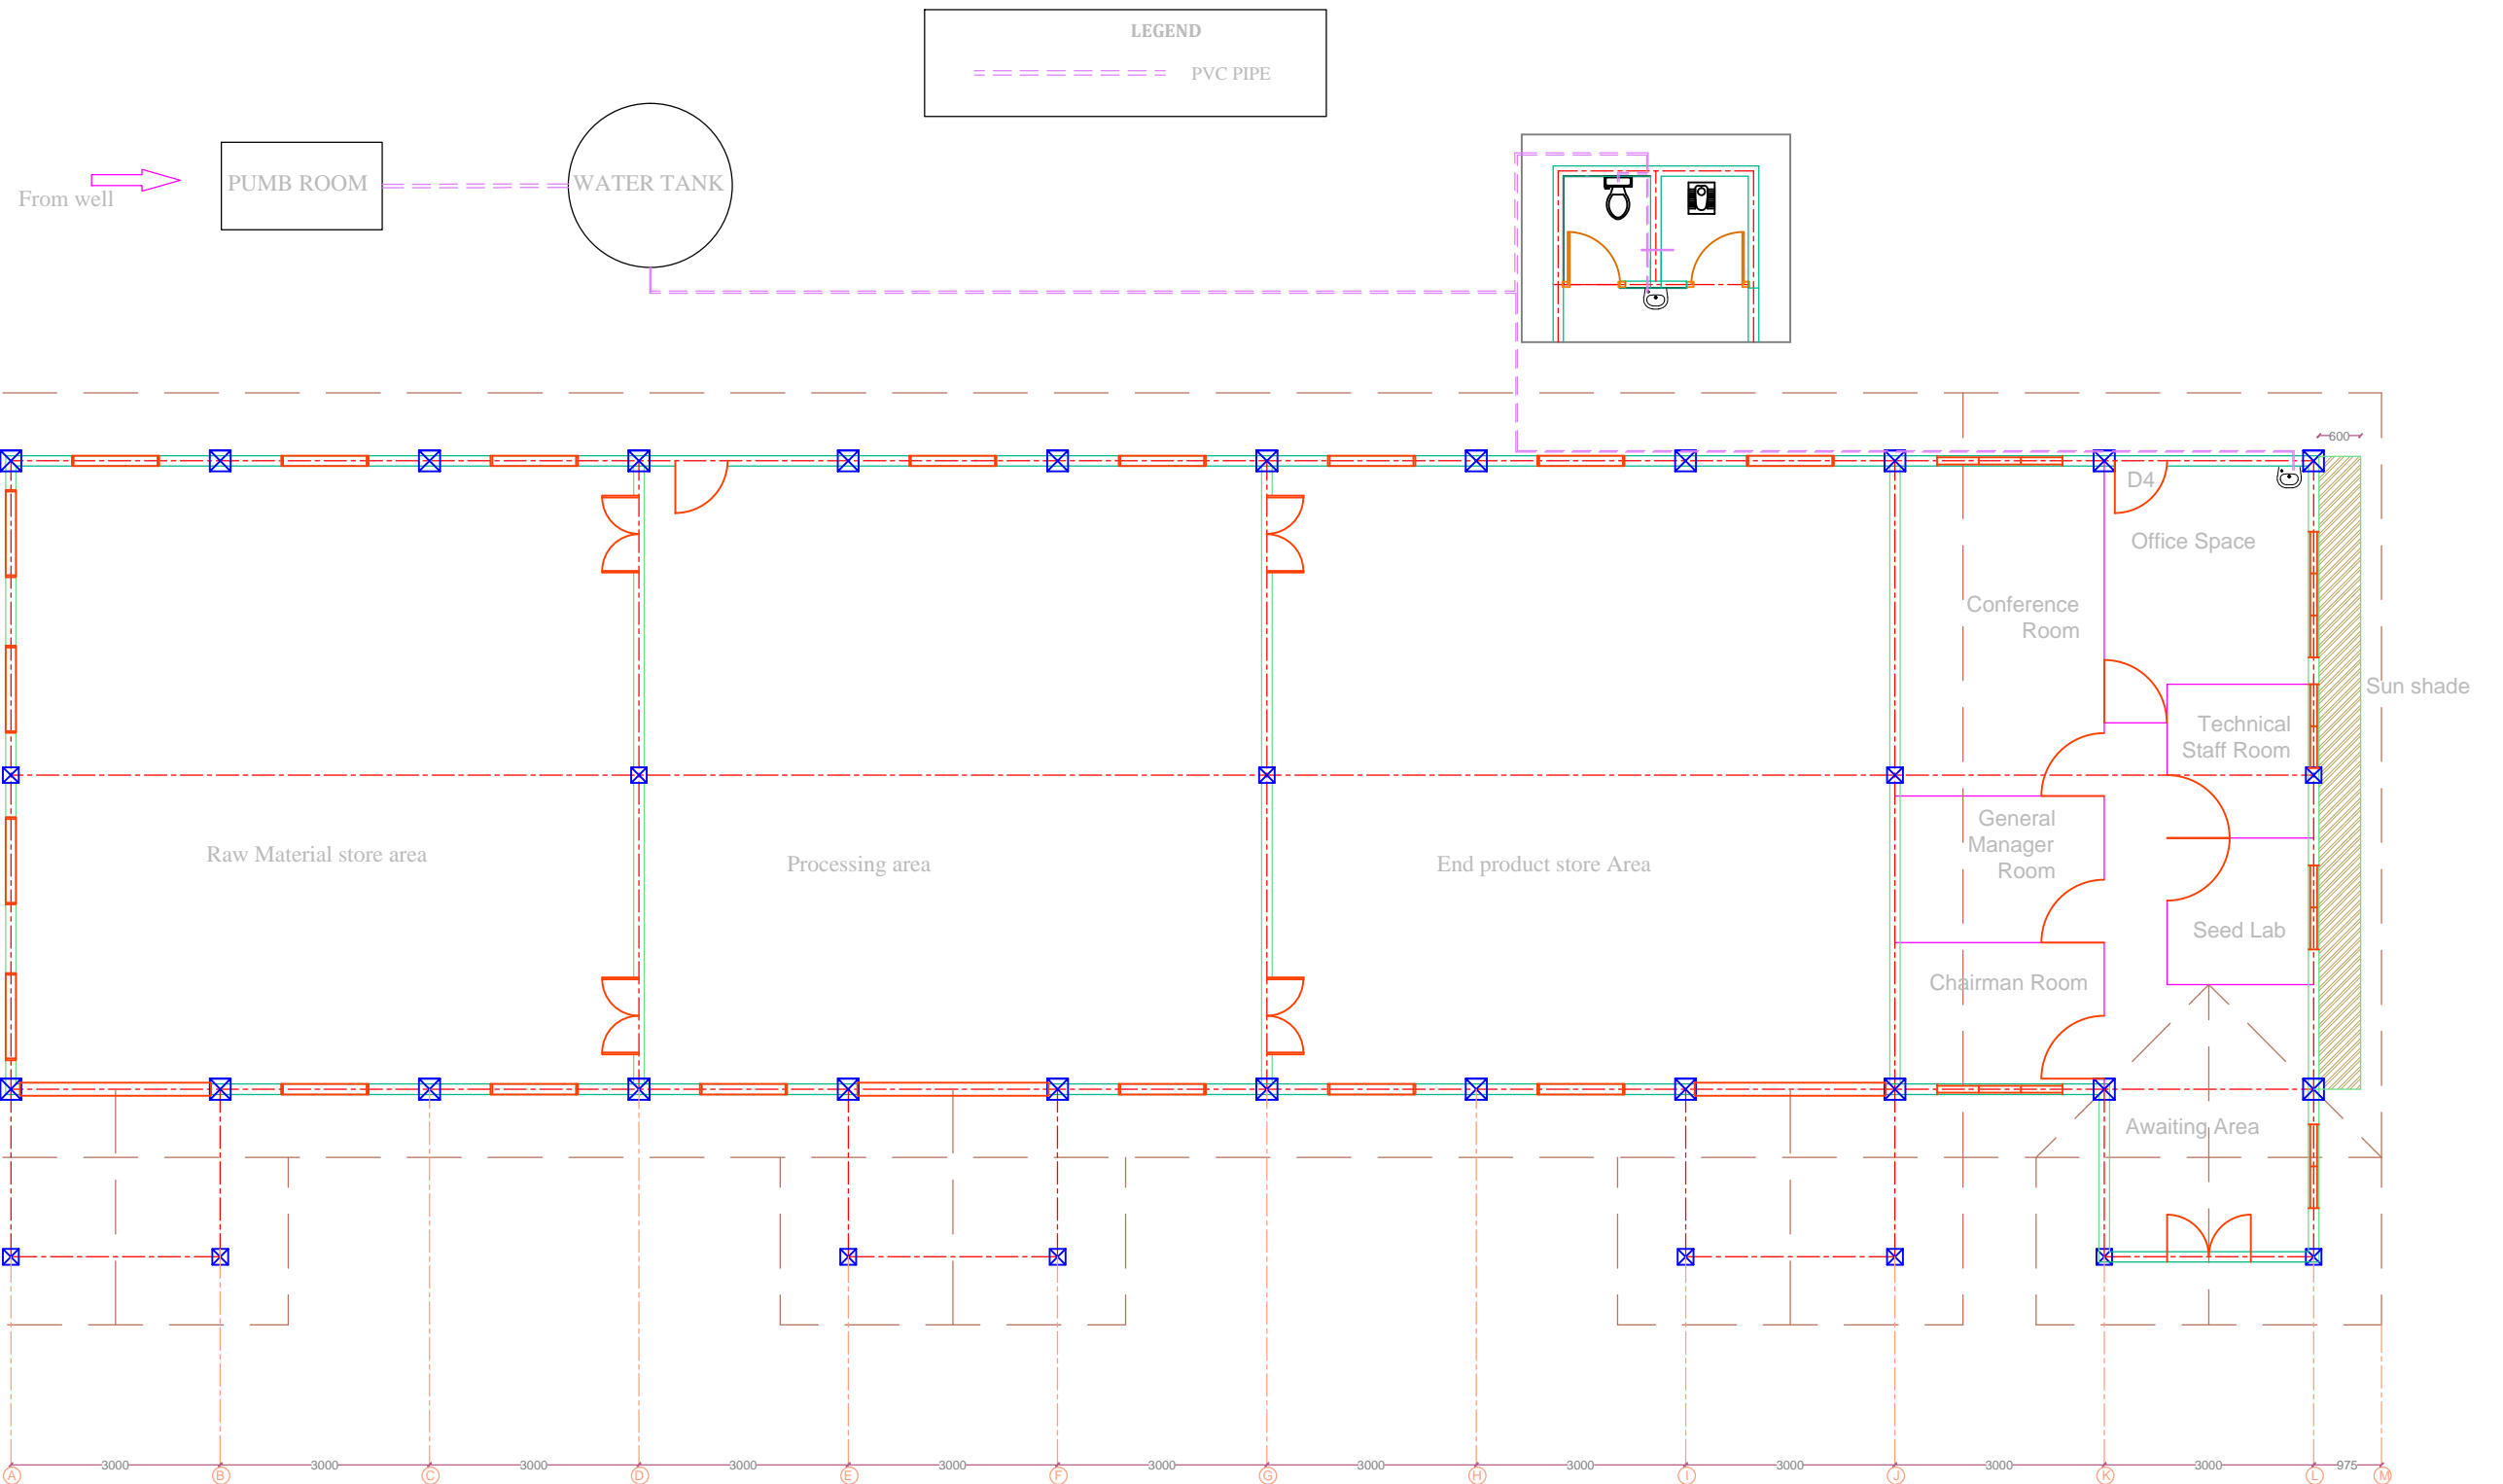 LEGEND
PVC PIPE
PUMB ROOM
WATER TANK
From well
600
D4
Office Space
Conference
Room
Sun shade
Technical
Staff Room
General
Manager
Room
Raw Material store area
Processing area
End product store Area
Seed Lab
Chairman Room
Awaiting Area
3000 3000 3000 3000 3000 3000 3000 3000 3000 3000 3000 975
A B C D E F G H I J K L M